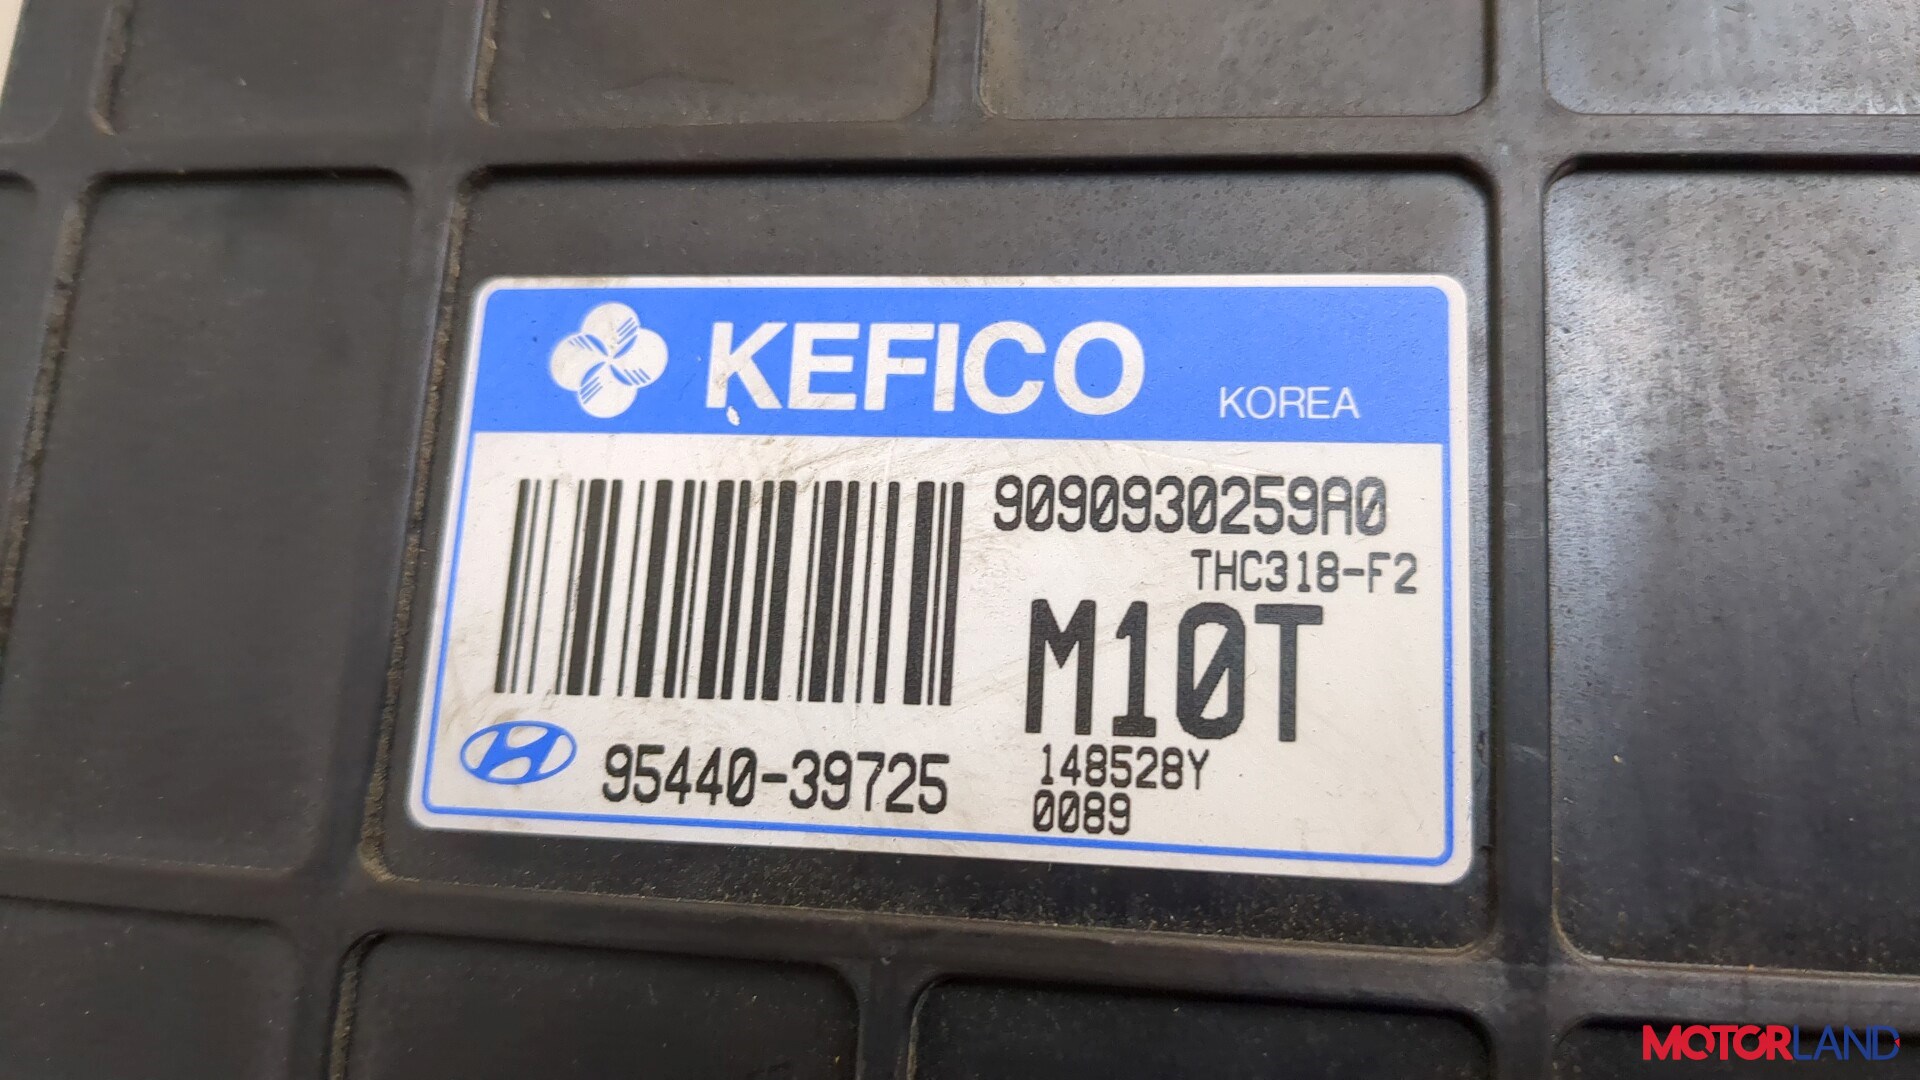 KEFICO
KOREA
9090930259A0
THC318-F2
M10T
148528Y
0089
95440-39725
MOTORLAND